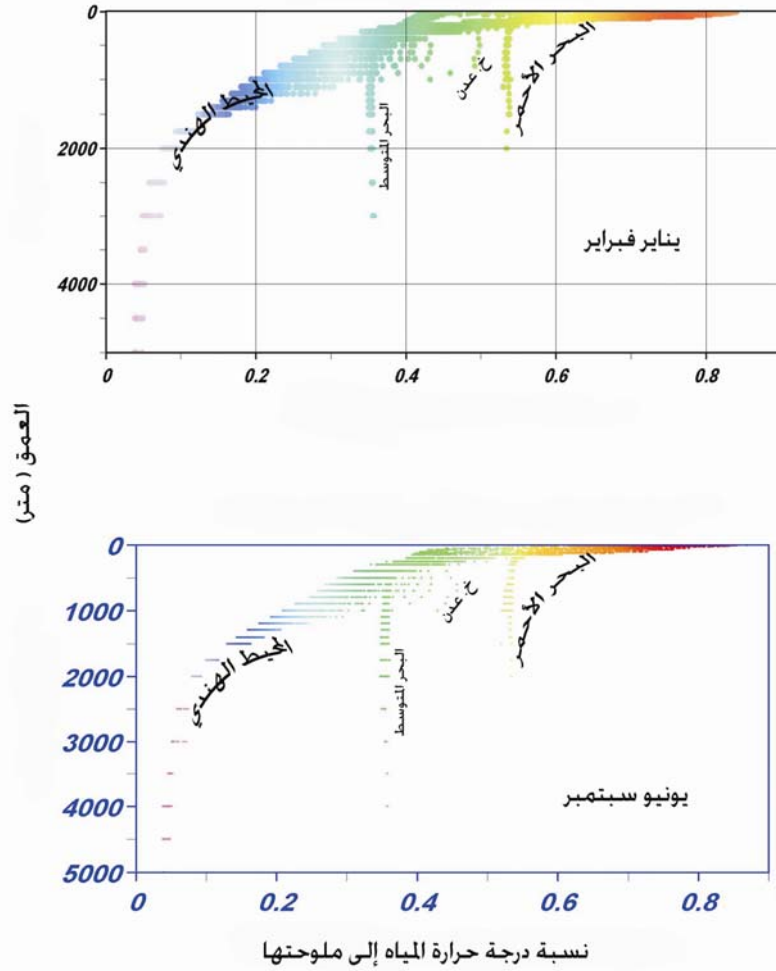 0
2000
4000
البحر الأحمر
خ عدن
البحر المتوسط
المحيط الهندي
يناير فبراير
0 0.2 0.4 0.6 0.8
العمق ( متر)
0
1000
2000
3000
4000
5000
البحر الأحمر
خ عدن
البحر المتوسط
المحيط الهندي
يونيو سبتمبر
0 0.2 0.4 0.6 0.8
نسبة درجة حرارة المياه إلى ملوحتها